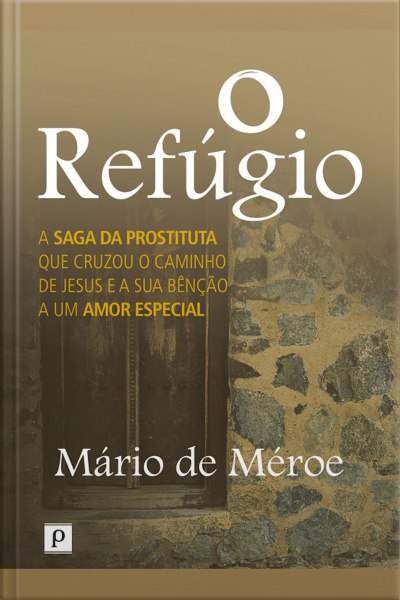 O
Refúgio
A SAGA DA PROSTITUTA
QUE CRUZOU O CAMINHO
DE JESUS E A SUA BÊNÇÃO
A UM AMOR ESPECIAL
Mário de Méroe
p